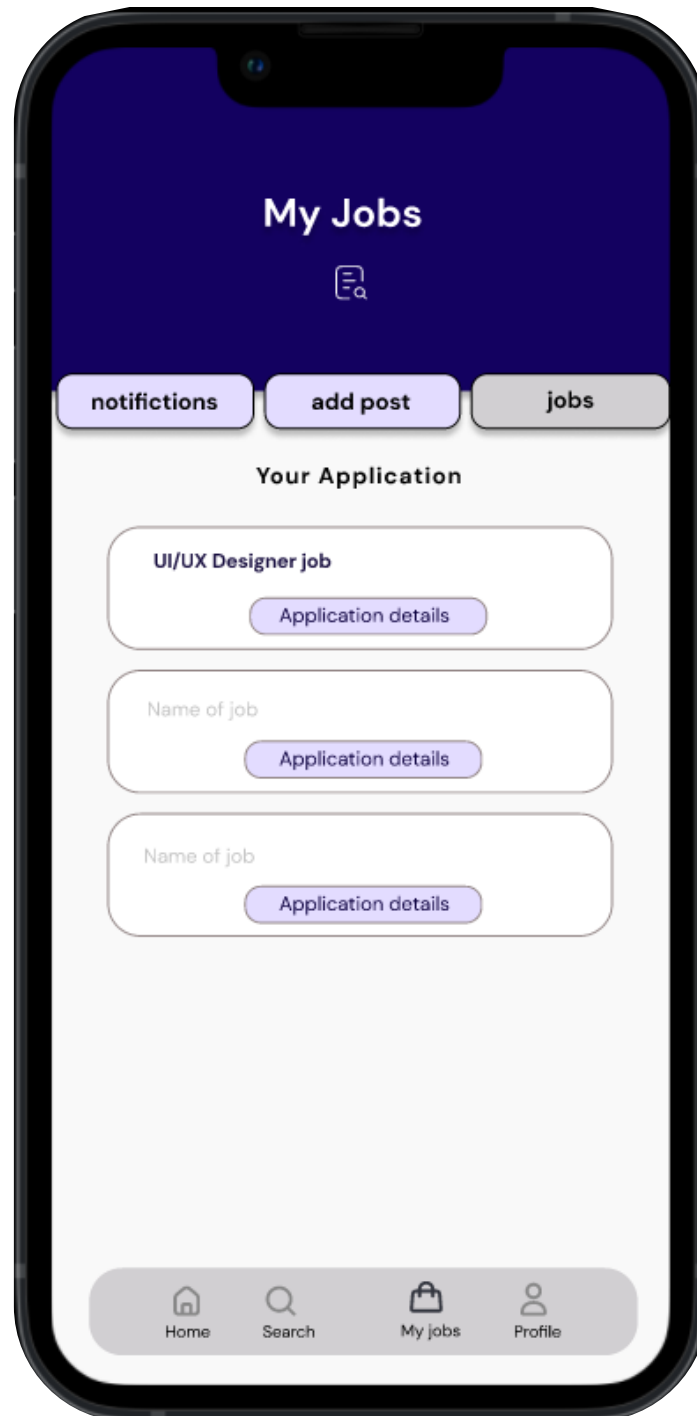 My Jobs
notifictions add post jobs
Your Application
UI/UX Designer job
Application details
Name of job
Application details
Name of job
Application details
Home Search My jobs Profile